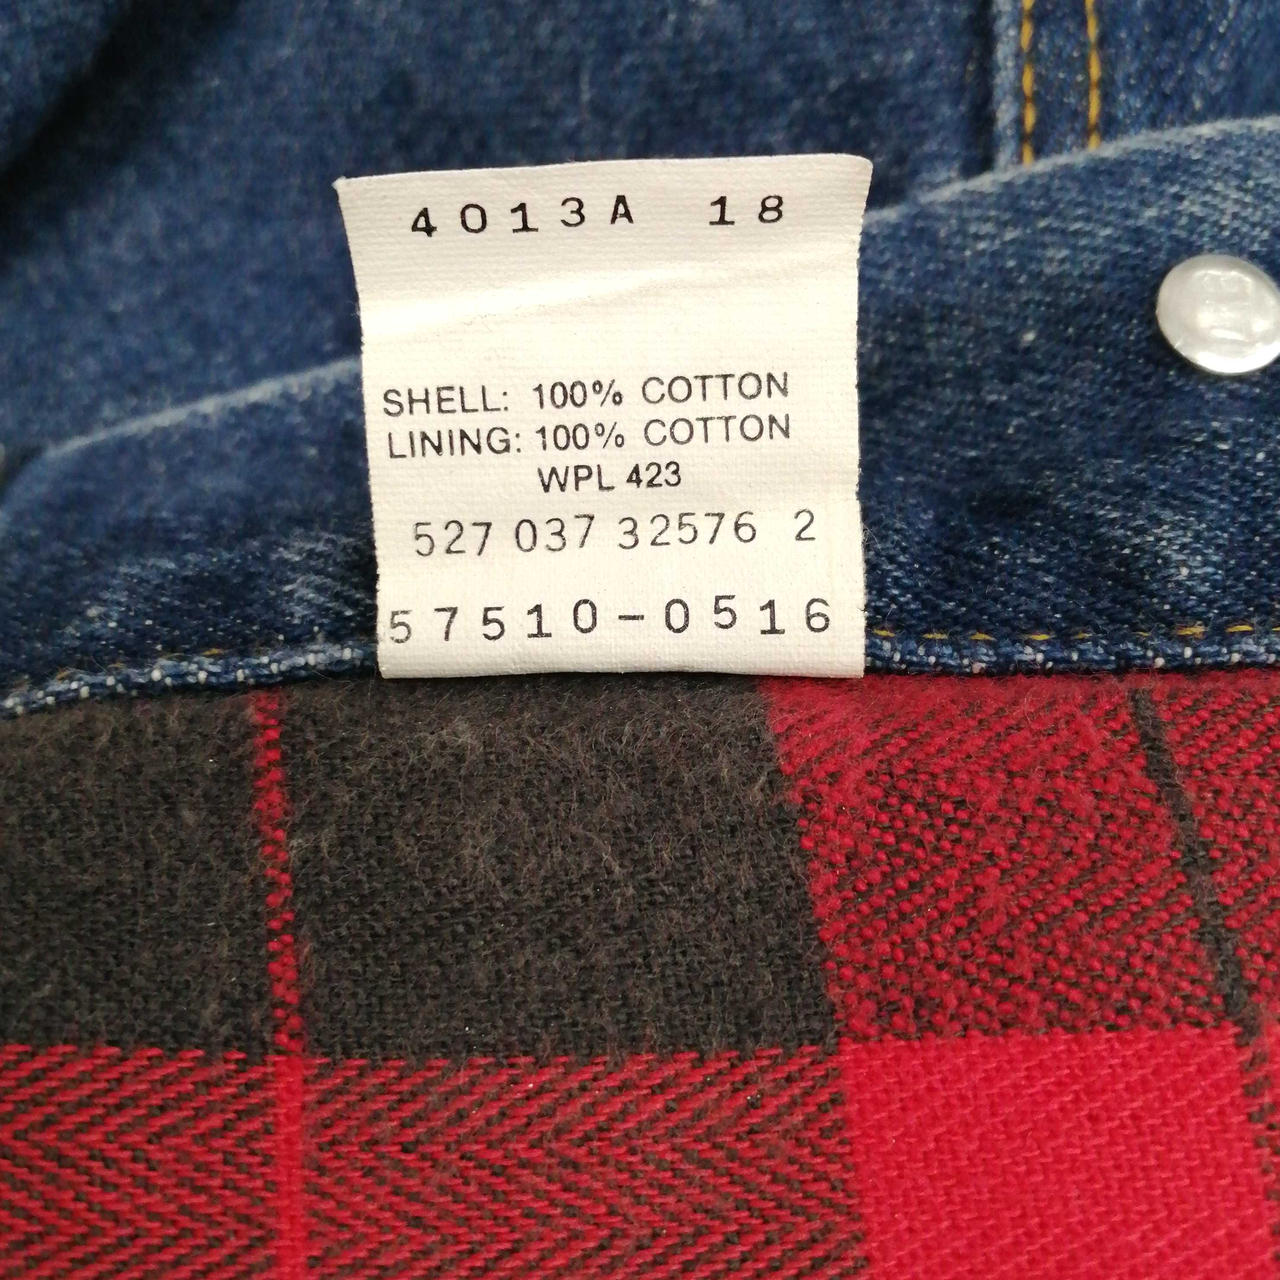 4013A 18
SHELL: 100% COTTON
LINING: 100% COTTON
WPL 423
527 037 32576 2
57510-0516